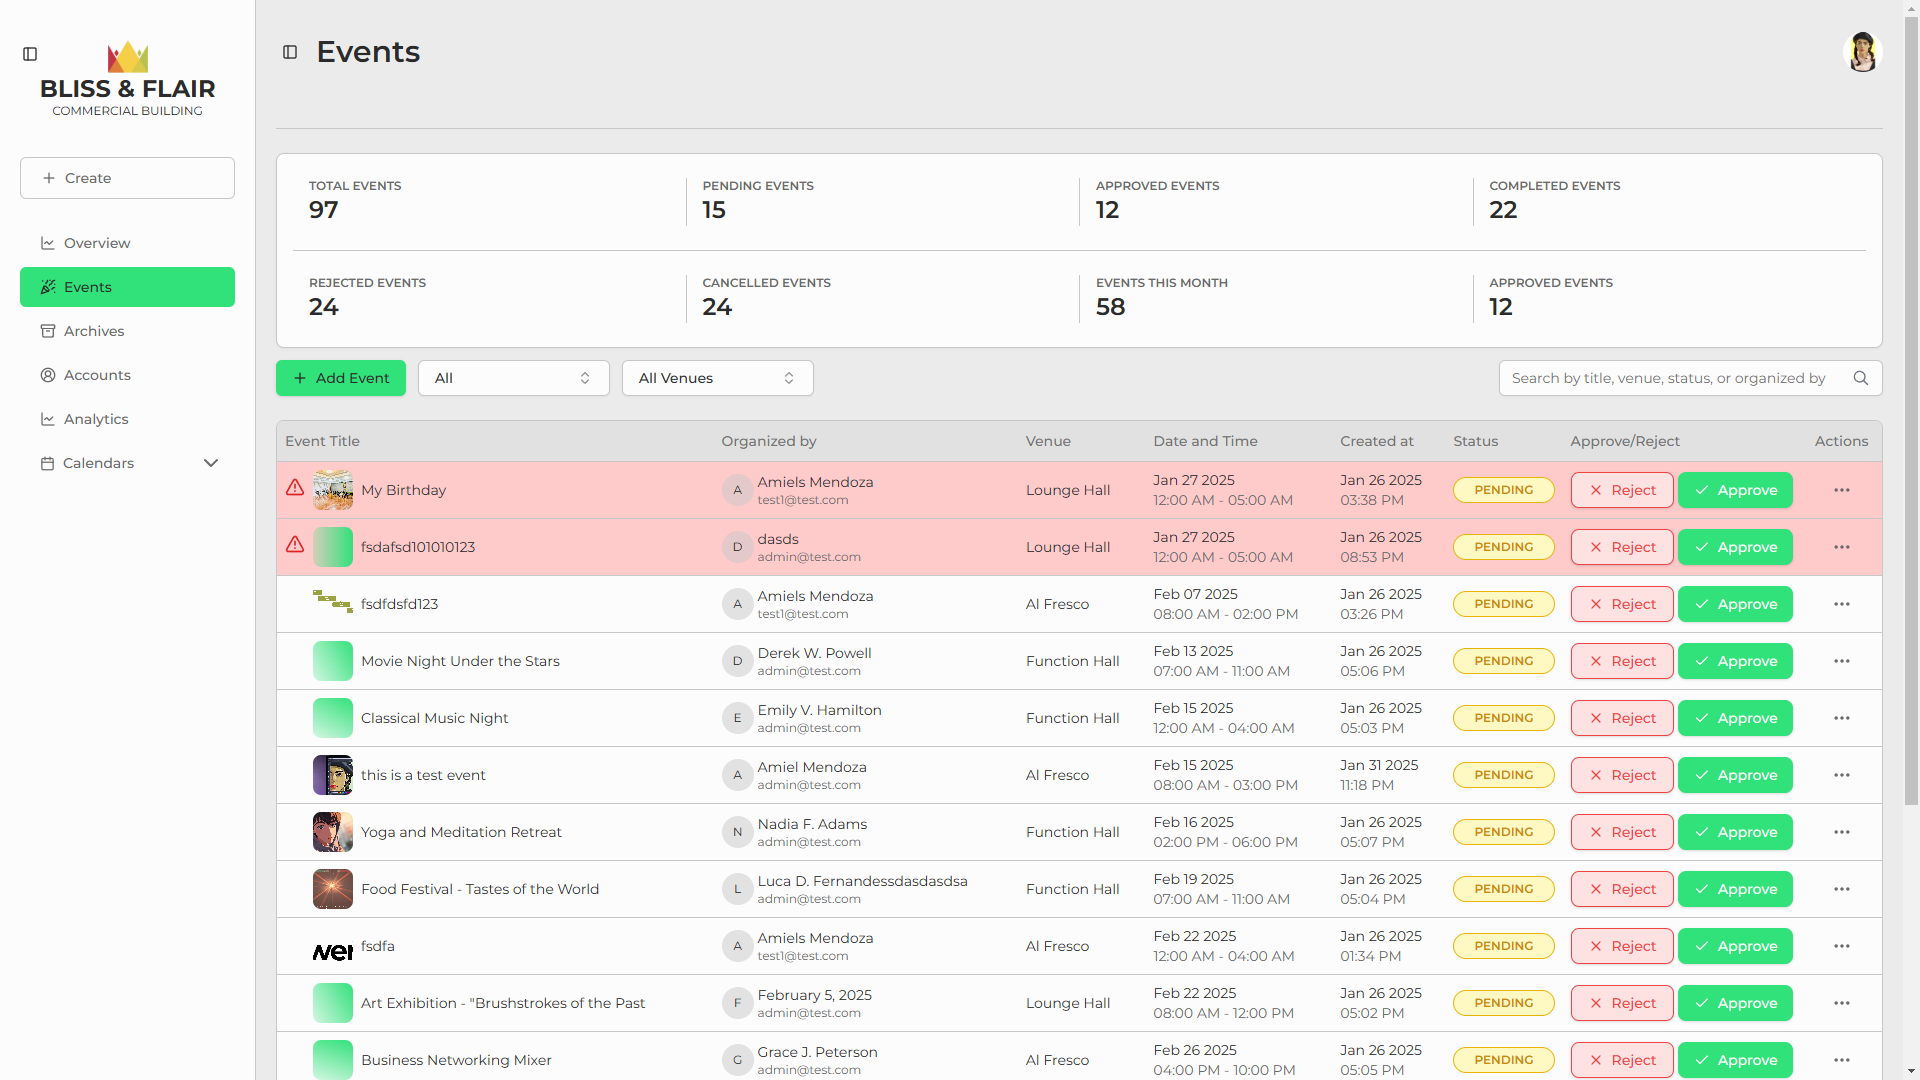 BLISS & FLAIR
COMMERCIAL BUILDING
Create
Overview
Events
Archives
Accounts
Analytics
Calendars
Events
TOTAL EVENTS
97
PENDING EVENTS
15
APPROVED EVENTS
12
COMPLETED EVENTS
22
REJECTED EVENTS
24
CANCELLED EVENTS
24
EVENTS THIS MONTH
58
APPROVED EVENTS
12
Add Event
All
All Venues
Search by title, venue, status, or organized by
Event Title Organized by Venue Date and Time Created at Status Approve/Reject Actions
My Birthday A Amiels Mendoza Lounge Hall Jan 27 2025 Jan 26 2025 PENDING Reject Approve
test1@test.com 12:00 AM - 05:00 AM 03:38 PM
fsdafsd101010123 D dasds Lounge Hall Jan 27 2025 Jan 26 2025 PENDING Reject Approve
admin@test.com 12:00 AM - 05:00 AM 08:53 PM
fsdfdsfd123 A Amiels Mendoza Al Fresco Feb 07 2025 Jan 26 2025 PENDING Reject Approve
test1@test.com 08:00 AM - 02:00 PM 03:26 PM
Movie Night Under the Stars D Derek W. Powell Function Hall Feb 13 2025 Jan 26 2025 PENDING Reject Approve
admin@test.com 07:00 AM - 11:00 AM 05:06 PM
Classical Music Night E Emily V. Hamilton Function Hall Feb 15 2025 Jan 26 2025 PENDING Reject Approve
admin@test.com 12:00 AM - 04:00 AM 05:03 PM
this is a test event A Amiel Mendoza Al Fresco Feb 15 2025 Jan 31 2025 PENDING Reject Approve
admin@test.com 08:00 AM - 03:00 PM 11:18 PM
Yoga and Meditation Retreat N Nadia F. Adams Function Hall Feb 16 2025 Jan 26 2025 PENDING Reject Approve
admin@test.com 02:00 PM - 06:00 PM 05:07 PM
Food Festival - Tastes of the World L Luca D. Fernandessdasdasdsa Function Hall Feb 19 2025 Jan 26 2025 PENDING Reject Approve
admin@test.com 07:00 AM - 11:00 AM 05:04 PM
fsdfa A Amiels Mendoza Al Fresco Feb 22 2025 Jan 26 2025 PENDING Reject Approve
test1@test.com 12:00 AM - 04:00 AM 01:34 PM
Art Exhibition - "Brushstrokes of the Past F February 5, 2025 Lounge Hall Feb 22 2025 Jan 26 2025 PENDING Reject Approve
admin@test.com 08:00 AM - 12:00 PM 05:02 PM
Business Networking Mixer G Grace J. Peterson Al Fresco Feb 26 2025 Jan 26 2025 PENDING Reject Approve
admin@test.com 04:00 PM - 10:00 PM 05:05 PM